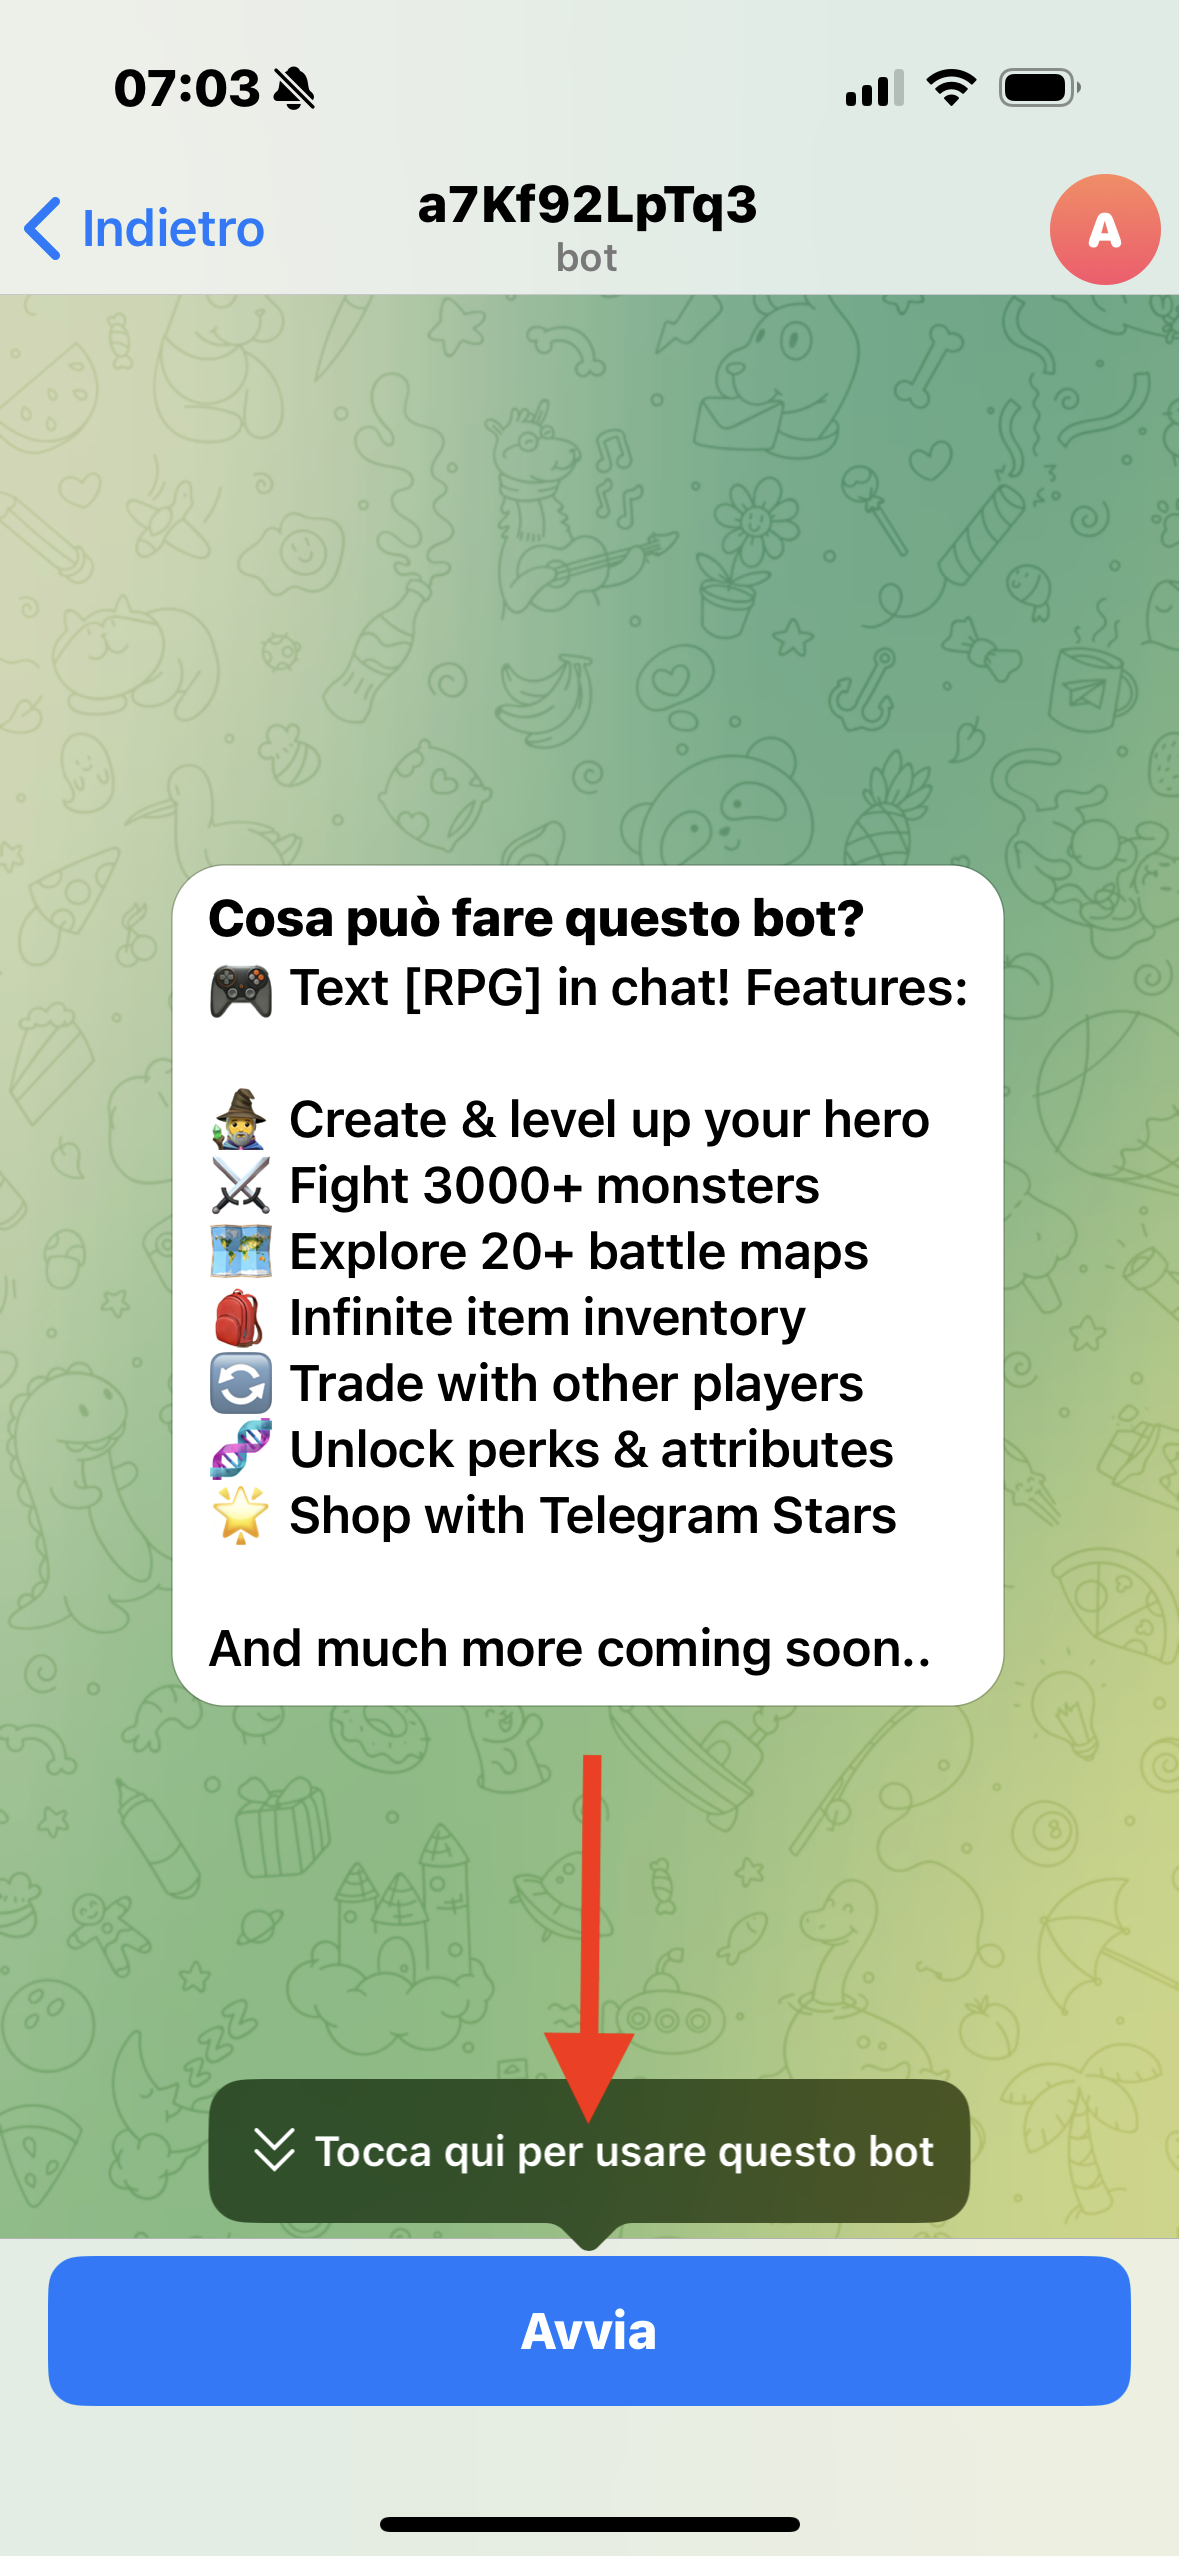 07:03
Indietro
a7Kf92LpTq3
bot
A
Cosa può fare questo bot?
🎮 Text [RPG] in chat! Features:
🧙‍♂️ Create & level up your hero
⚔️ Fight 3000+ monsters
🗺️ Explore 20+ battle maps
🎒 Infinite item inventory
🔄 Trade with other players
🧬 Unlock perks & attributes
🌟 Shop with Telegram Stars
And much more coming soon..
Tocca qui per usare questo bot
Avvia